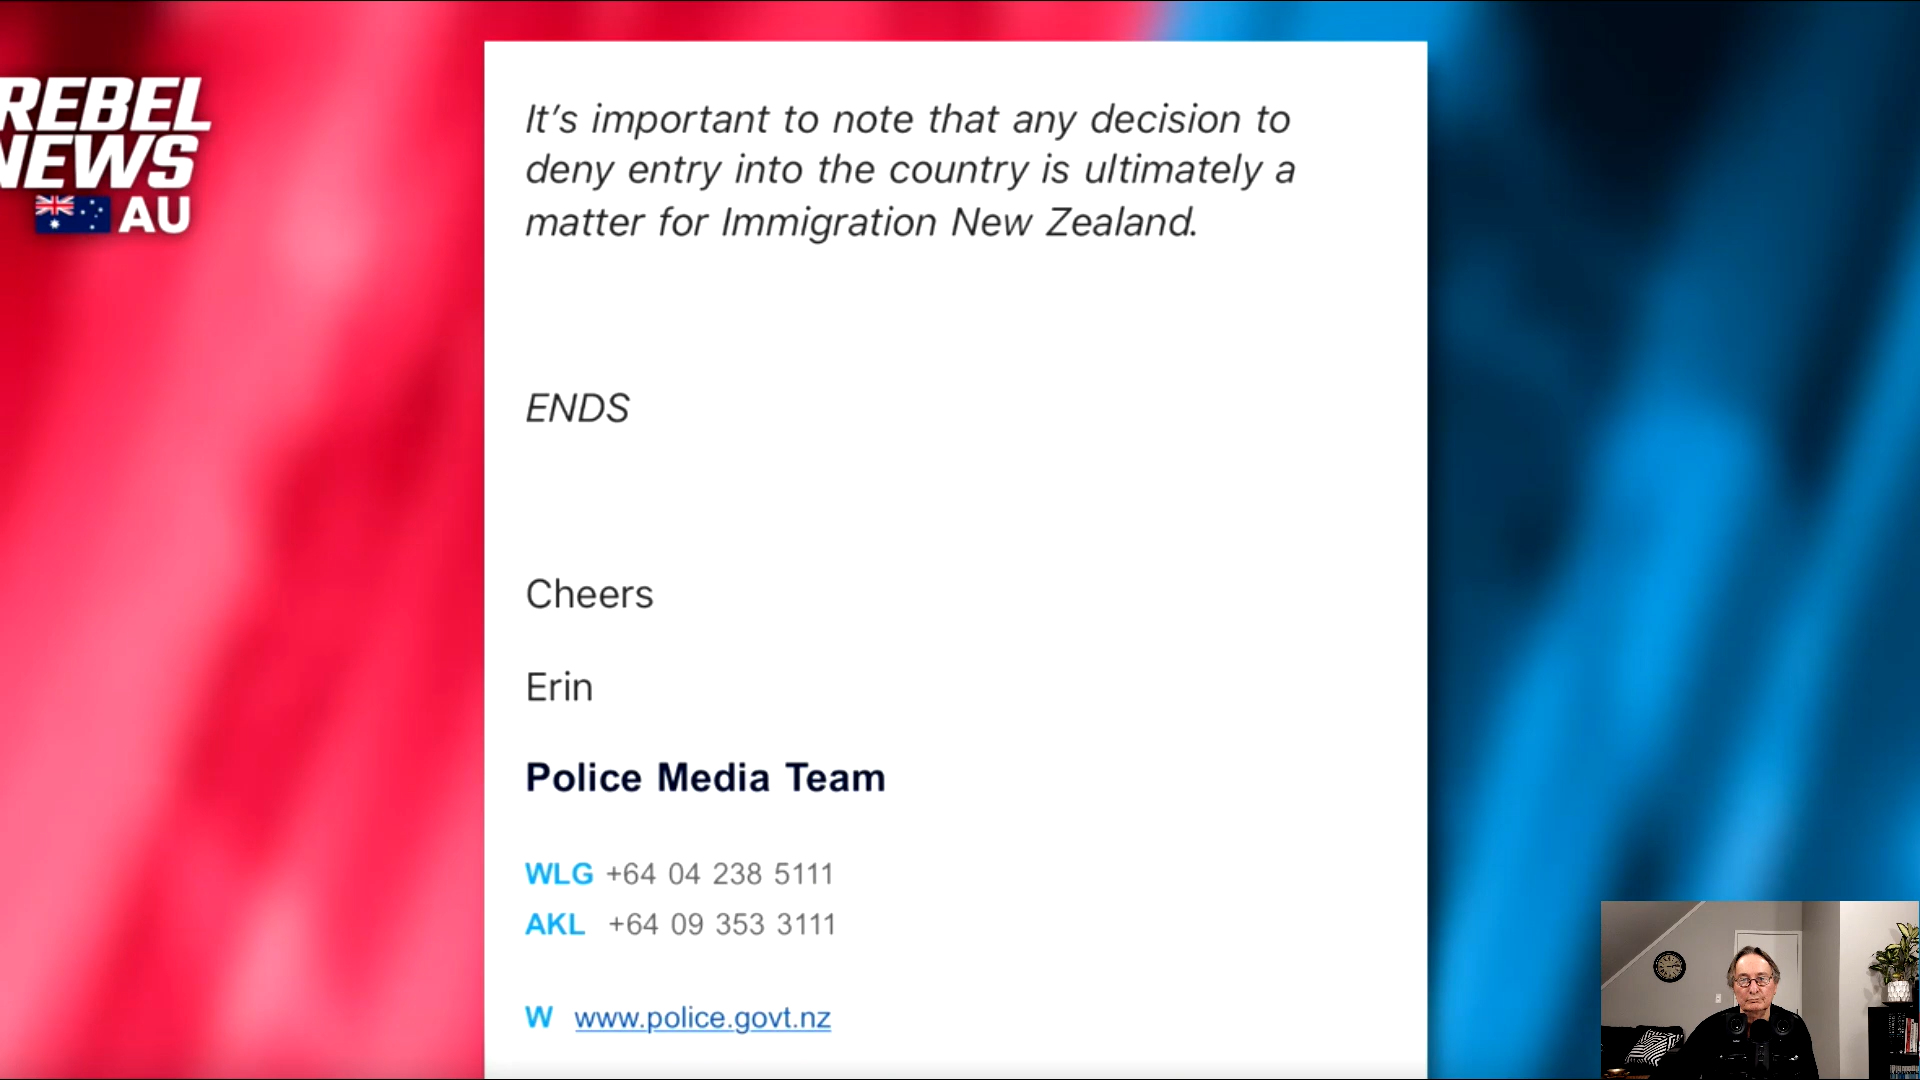 REBEL
NEWS
AU
It’s important to note that any decision to
deny entry into the country is ultimately a
matter for Immigration New Zealand.
ENDS
Cheers
Erin
Police Media Team
WLG +64 04 238 5111
AKL +64 09 353 3111
W www.police.govt.nz